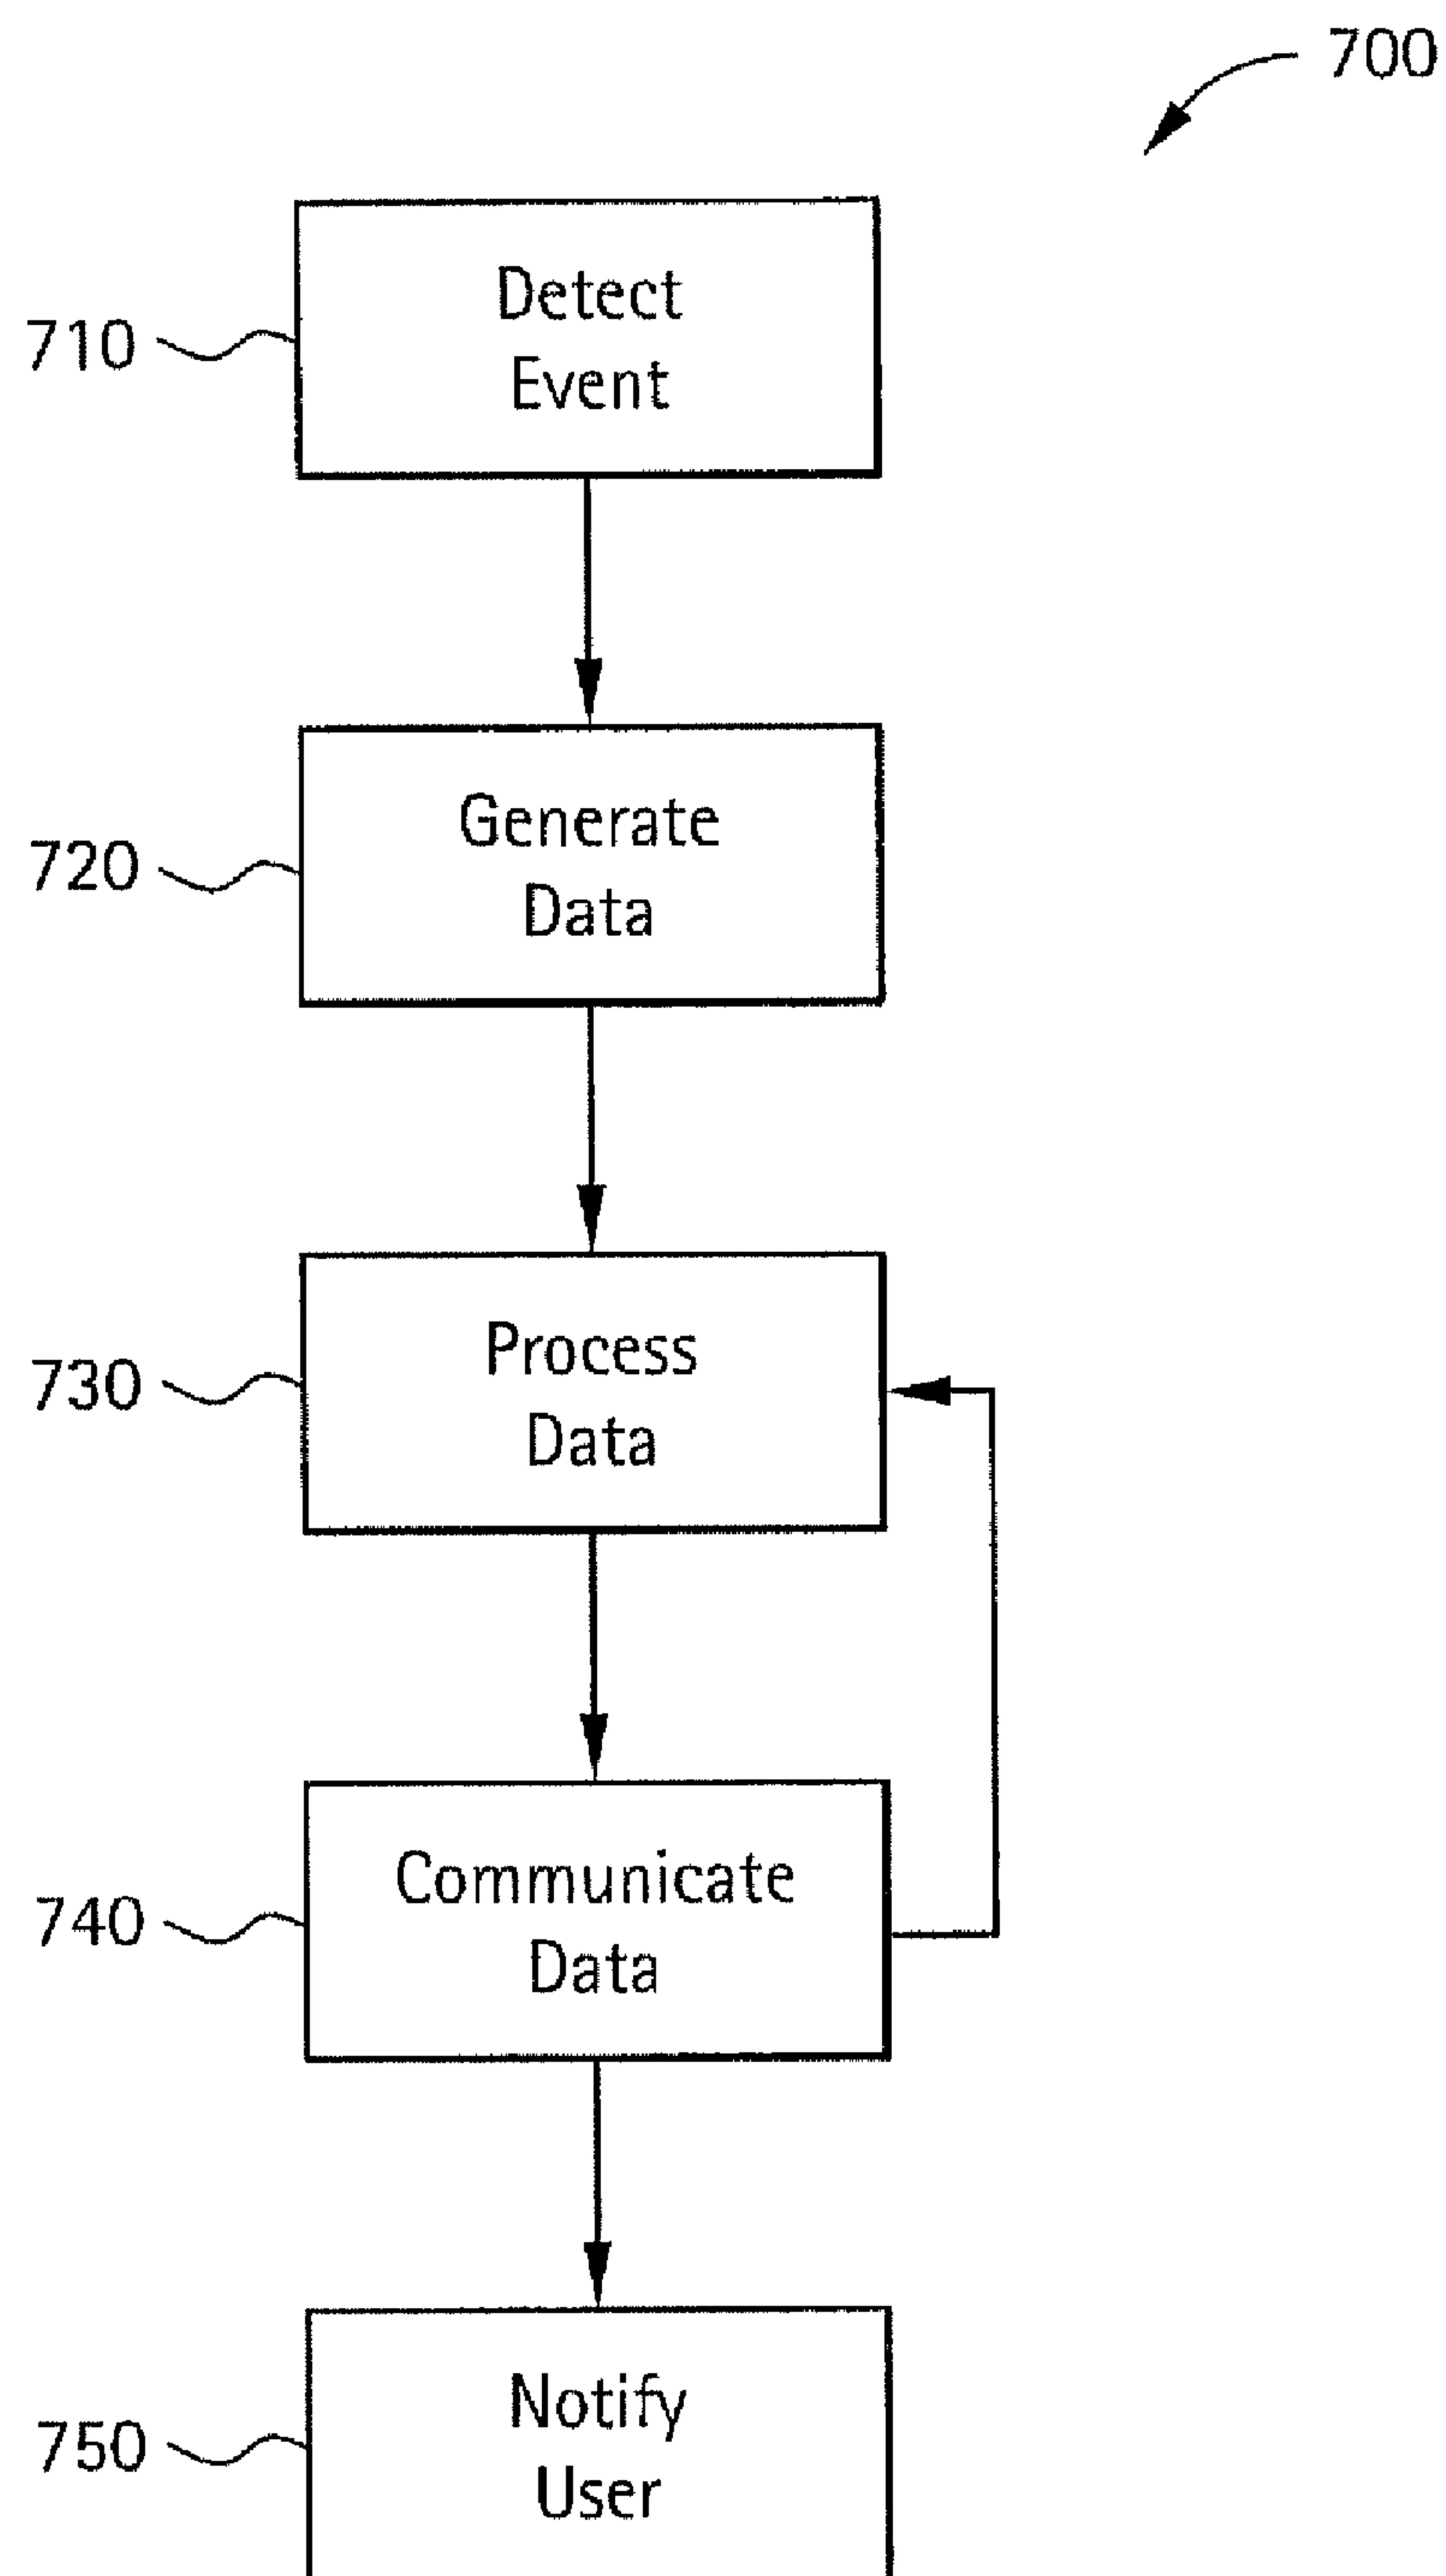 700
Detect
Event
710
Generate
Data
720
Process
Data
730
Communicate
Data
740
Notify
User
750